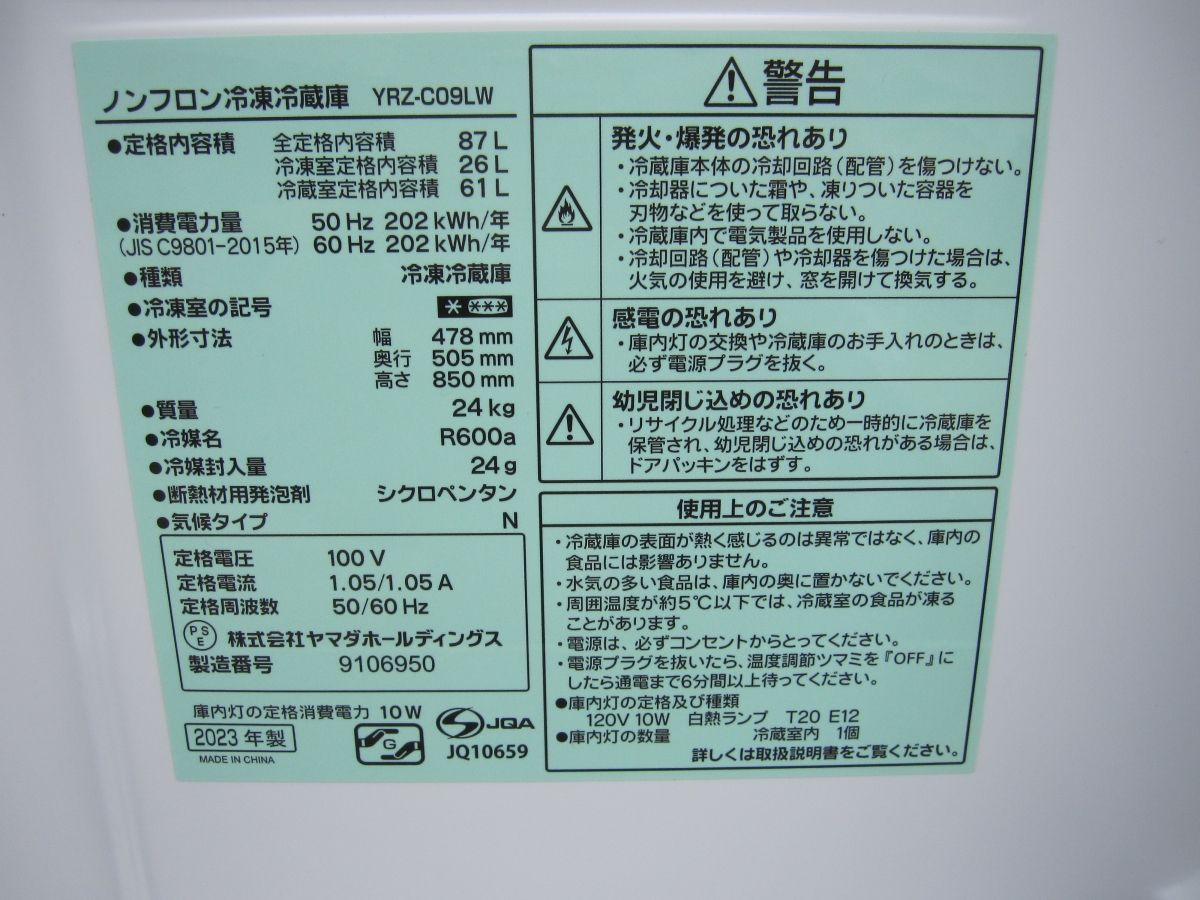 ノンフロン冷凍冷蔵庫 YRZ-C09LW
●定格内容積 全定格内容積 87 L
冷凍室定格内容積 26 L
冷蔵室定格内容積 61 L
●消費電力量 50 Hz 202 kWh/年
(JIS C9801-2015年) 60 Hz 202 kWh/年
●種類 冷凍冷蔵庫
●冷凍室の記号 * ***
●外形寸法 幅 478 mm
奥行 505 mm
高さ 850 mm
●質量 24 kg
●冷媒名 R600a
●冷媒封入量 24 g
●断熱材用発泡剤 シクロペンタン
●気候タイプ N
定格電圧 100 V
定格電流 1.05/1.05 A
定格周波数 50/60 Hz
PSE 株式会社ヤマダホールディングス
製造番号 9106950
庫内灯の定格消費電力 10 W
2023 年製
MADE IN CHINA
G
JQA
JQ10659
警告
発火・爆発の恐れあり
・冷蔵庫本体の冷却回路(配管)を傷つけない。
・冷却器についた霜や、凍りついた容器を
刃物などを使って取らない。
・冷蔵庫内で電気製品を使用しない。
・冷却回路(配管)や冷却器を傷つけた場合は、
火気の使用を避け、窓を開けて換気する。
感電の恐れあり
・庫内灯の交換や冷蔵庫のお手入れのときは、
必ず電源プラグを抜く。
幼児閉じ込めの恐れあり
・リサイクル処理などのため一時的に冷蔵庫を
保管され、幼児閉じ込めの恐れがある場合は、
ドアパッキンをはずす。
使用上のご注意
・冷蔵庫の表面が熱く感じるのは異常ではなく、庫内の
食品には影響ありません。
・水気の多い食品は、庫内の奥に置かないでください。
・周囲温度が約5℃以下では、冷蔵室の食品が凍る
ことがあります。
・電源は、必ずコンセントからとってください。
・電源プラグを抜いたら、温度調節ツマミを『OFF』に
したら通電まで6分間以上待ってください。
●庫内灯の定格及び種類
120V 10W 白熱ランプ T20 E12
●庫内灯の数量 冷蔵室内 1個
詳しくは取扱説明書をご覧ください。